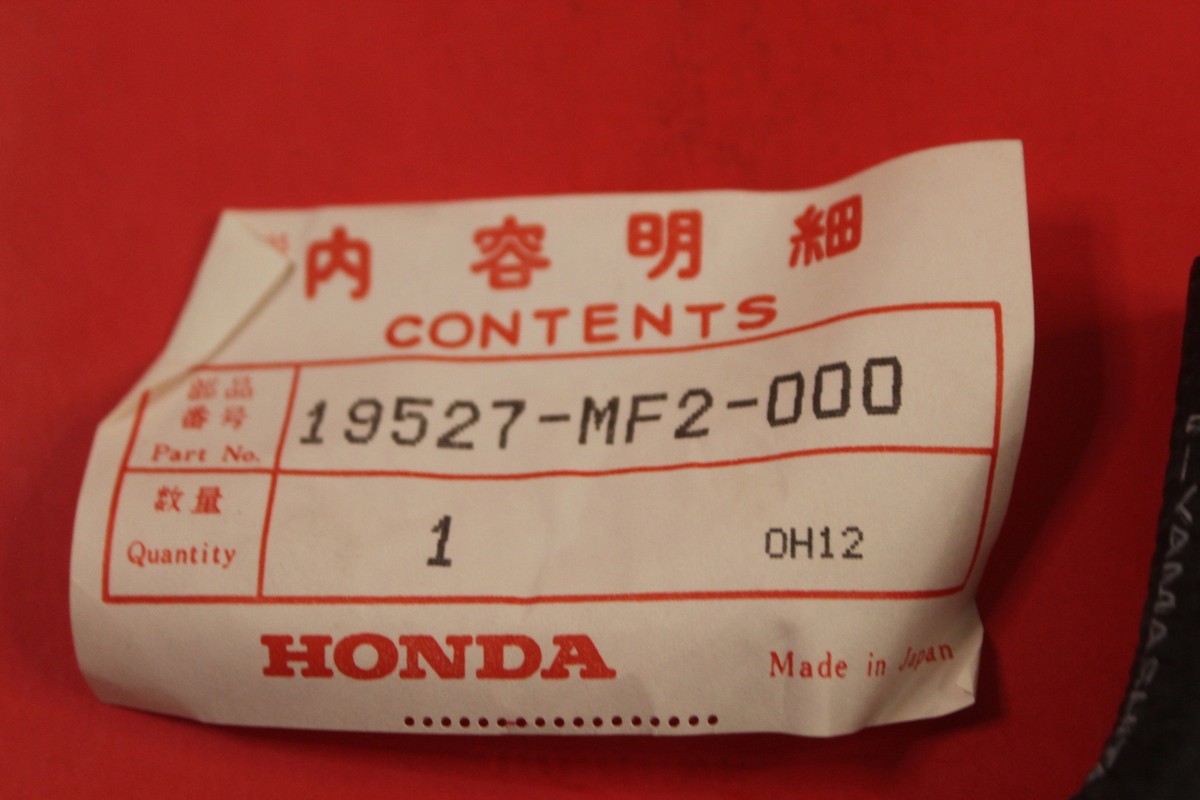 内容明細
CONTENTS
部品
番号
Part No.
19527-MF2-000
数量
Quantity
1
OH12
HONDA
Made in Japan